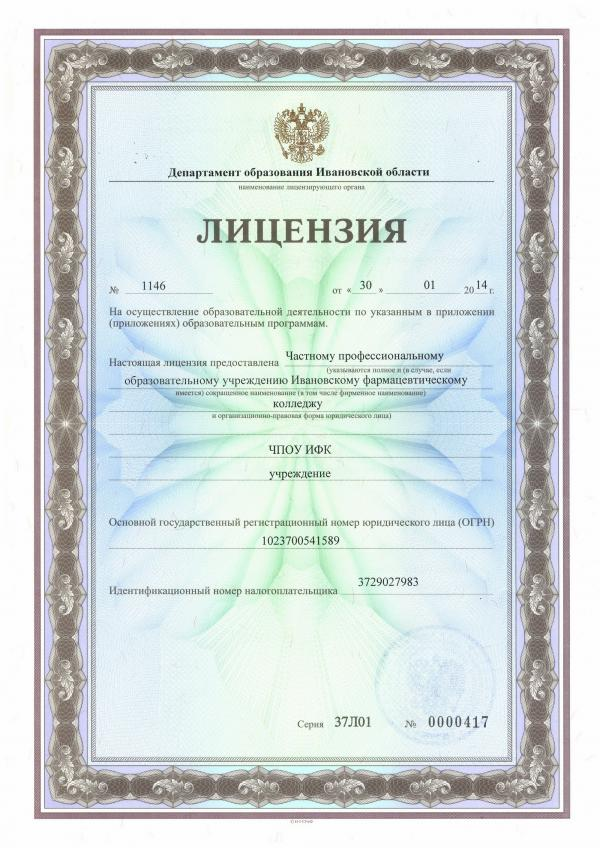 Департамент образования Ивановской области
наименование лицензирующего органа
ЛИЦЕНЗИЯ
№ 1146 от « 30 » 01 2014 г.
На осуществление образовательной деятельности по указанным в приложении
(приложениях) образовательным программам.
Настоящая лицензия предоставлена Частному профессиональному
(указываются полное и (в случае, если
образовательному учреждению Ивановскому фармацевтическому
имеется) сокращенное наименование (в том числе фирменное наименование)
колледжу
и организационно-правовая форма юридического лица)
ЧПОУ ИФК
учреждение
Основной государственный регистрационный номер юридического лица (ОГРН)
1023700541589
Идентификационный номер налогоплательщика 3729027983
Серия 37Л01 № 0000417